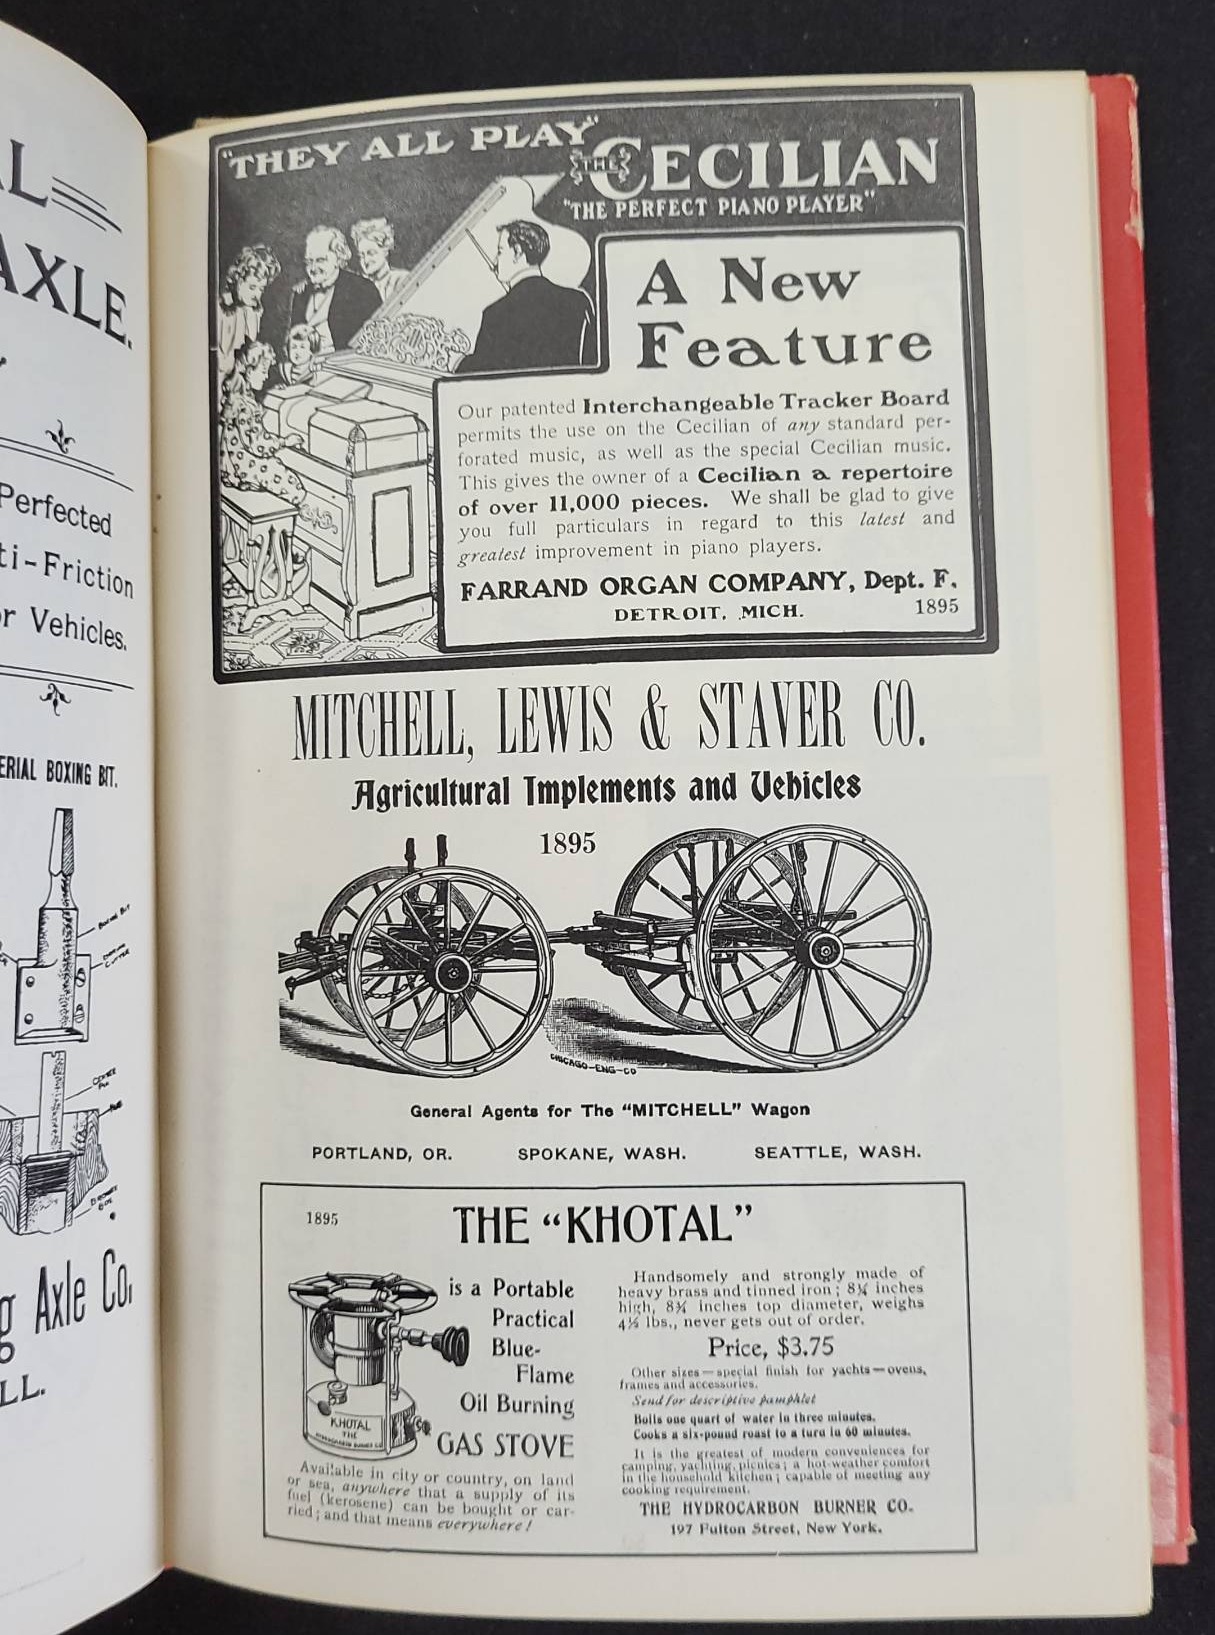 AL
AXLE.
Perfected
ti-Friction
or Vehicles.
ERIAL BOXING BIT.
BOXING BIT
CUTTER
CENTER
g Axle Co.
LL.
"THEY ALL PLAY"
THE CECILIAN
"THE PERFECT PIANO PLAYER"
A New
Feature
Our patented Interchangeable Tracker Board
permits the use on the Cecilian of any standard per-
forated music, as well as the special Cecilian music.
This gives the owner of a Cecilian a repertoire
of over 11,000 pieces. We shall be glad to give
you full particulars in regard to this latest and
greatest improvement in piano players.
FARRAND ORGAN COMPANY, Dept. F.
DETROIT, MICH. 1895
MITCHELL, LEWIS & STAVER CO.
Agricultural Implements and Vehicles
1895
CHICAGO-ENG-CO
General Agents for The "MITCHELL" Wagon
PORTLAND, OR. SPOKANE, WASH. SEATTLE, WASH.
1895
THE "KHOTAL"
is a Portable
Practical
Blue-
Flame
Oil Burning
GAS STOVE
KHOTAL
THE
HYDROCARBON BURNER CO
Available in city or country, on land
or sea, anywhere that a supply of its
fuel (kerosene) can be bought or car-
ried; and that means everywhere!
Handsomely and strongly made of
heavy brass and tinned iron; 8¼ inches
high, 8¾ inches top diameter, weighs
4½ lbs., never gets out of order.
Price, $3.75
Other sizes—special finish for yachts—ovens,
frames and accessories.
Send for descriptive pamphlet
Boils one quart of water in three minutes.
Cooks a six-pound roast to a turn in 60 minutes.
It is the greatest of modern conveniences for
camping, yachting, picnics; a hot-weather comfort
in the household kitchen; capable of meeting any
cooking requirement.
THE HYDROCARBON BURNER CO.
197 Fulton Street, New York.